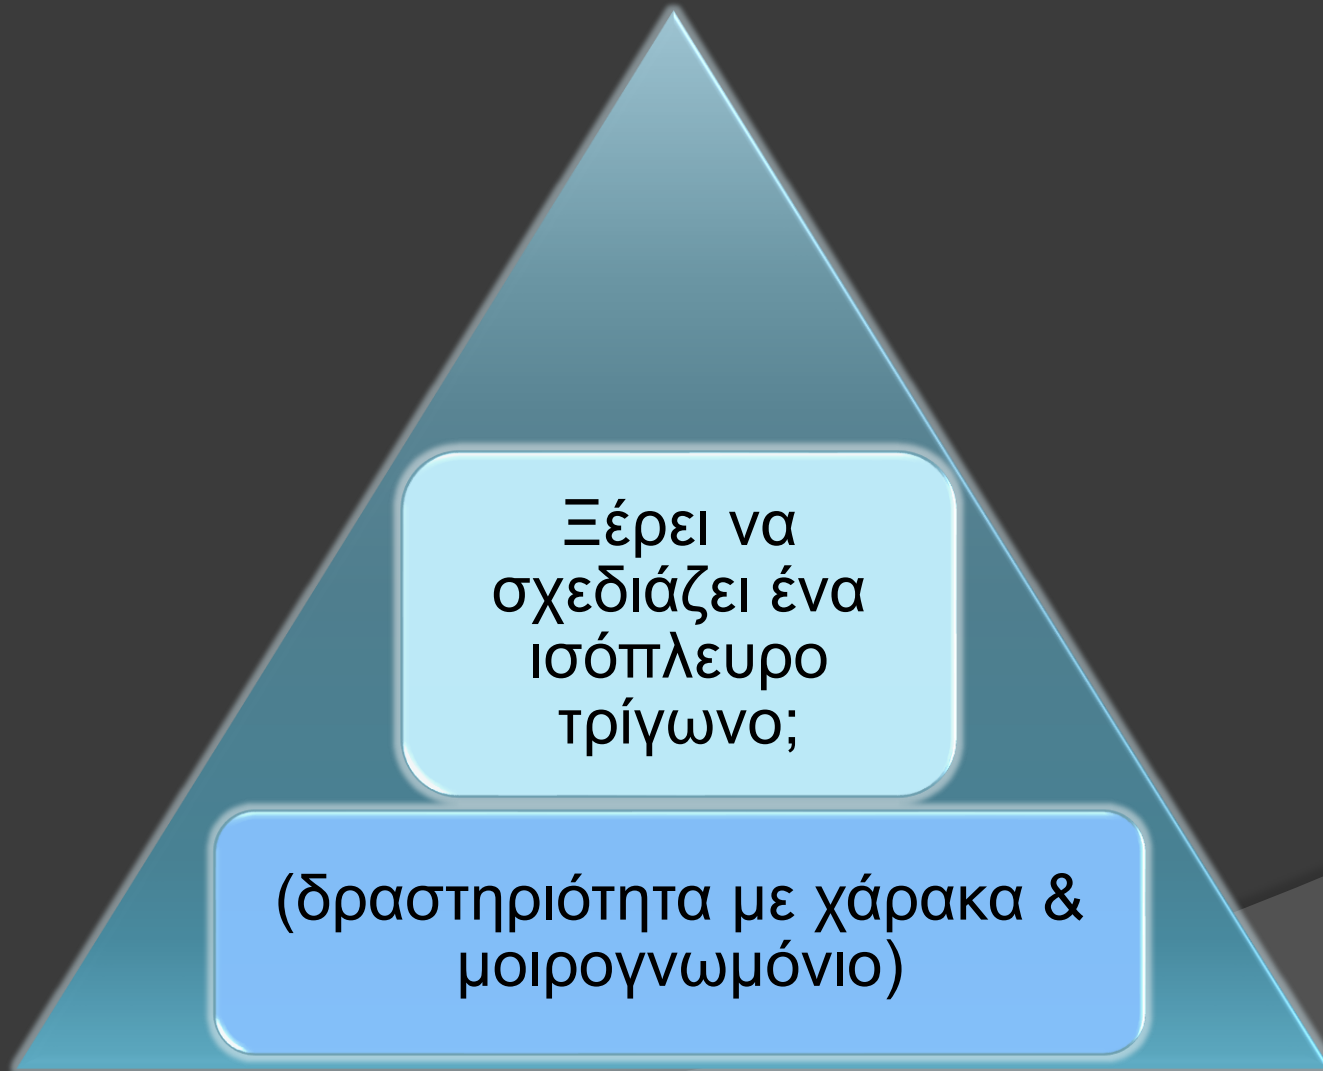 Ξέρει να
σχεδιάζει ένα
ισόπλευρο
τρίγωνο;
(δραστηριότητα με χάρακα &
μοιρογνωμόνιο)